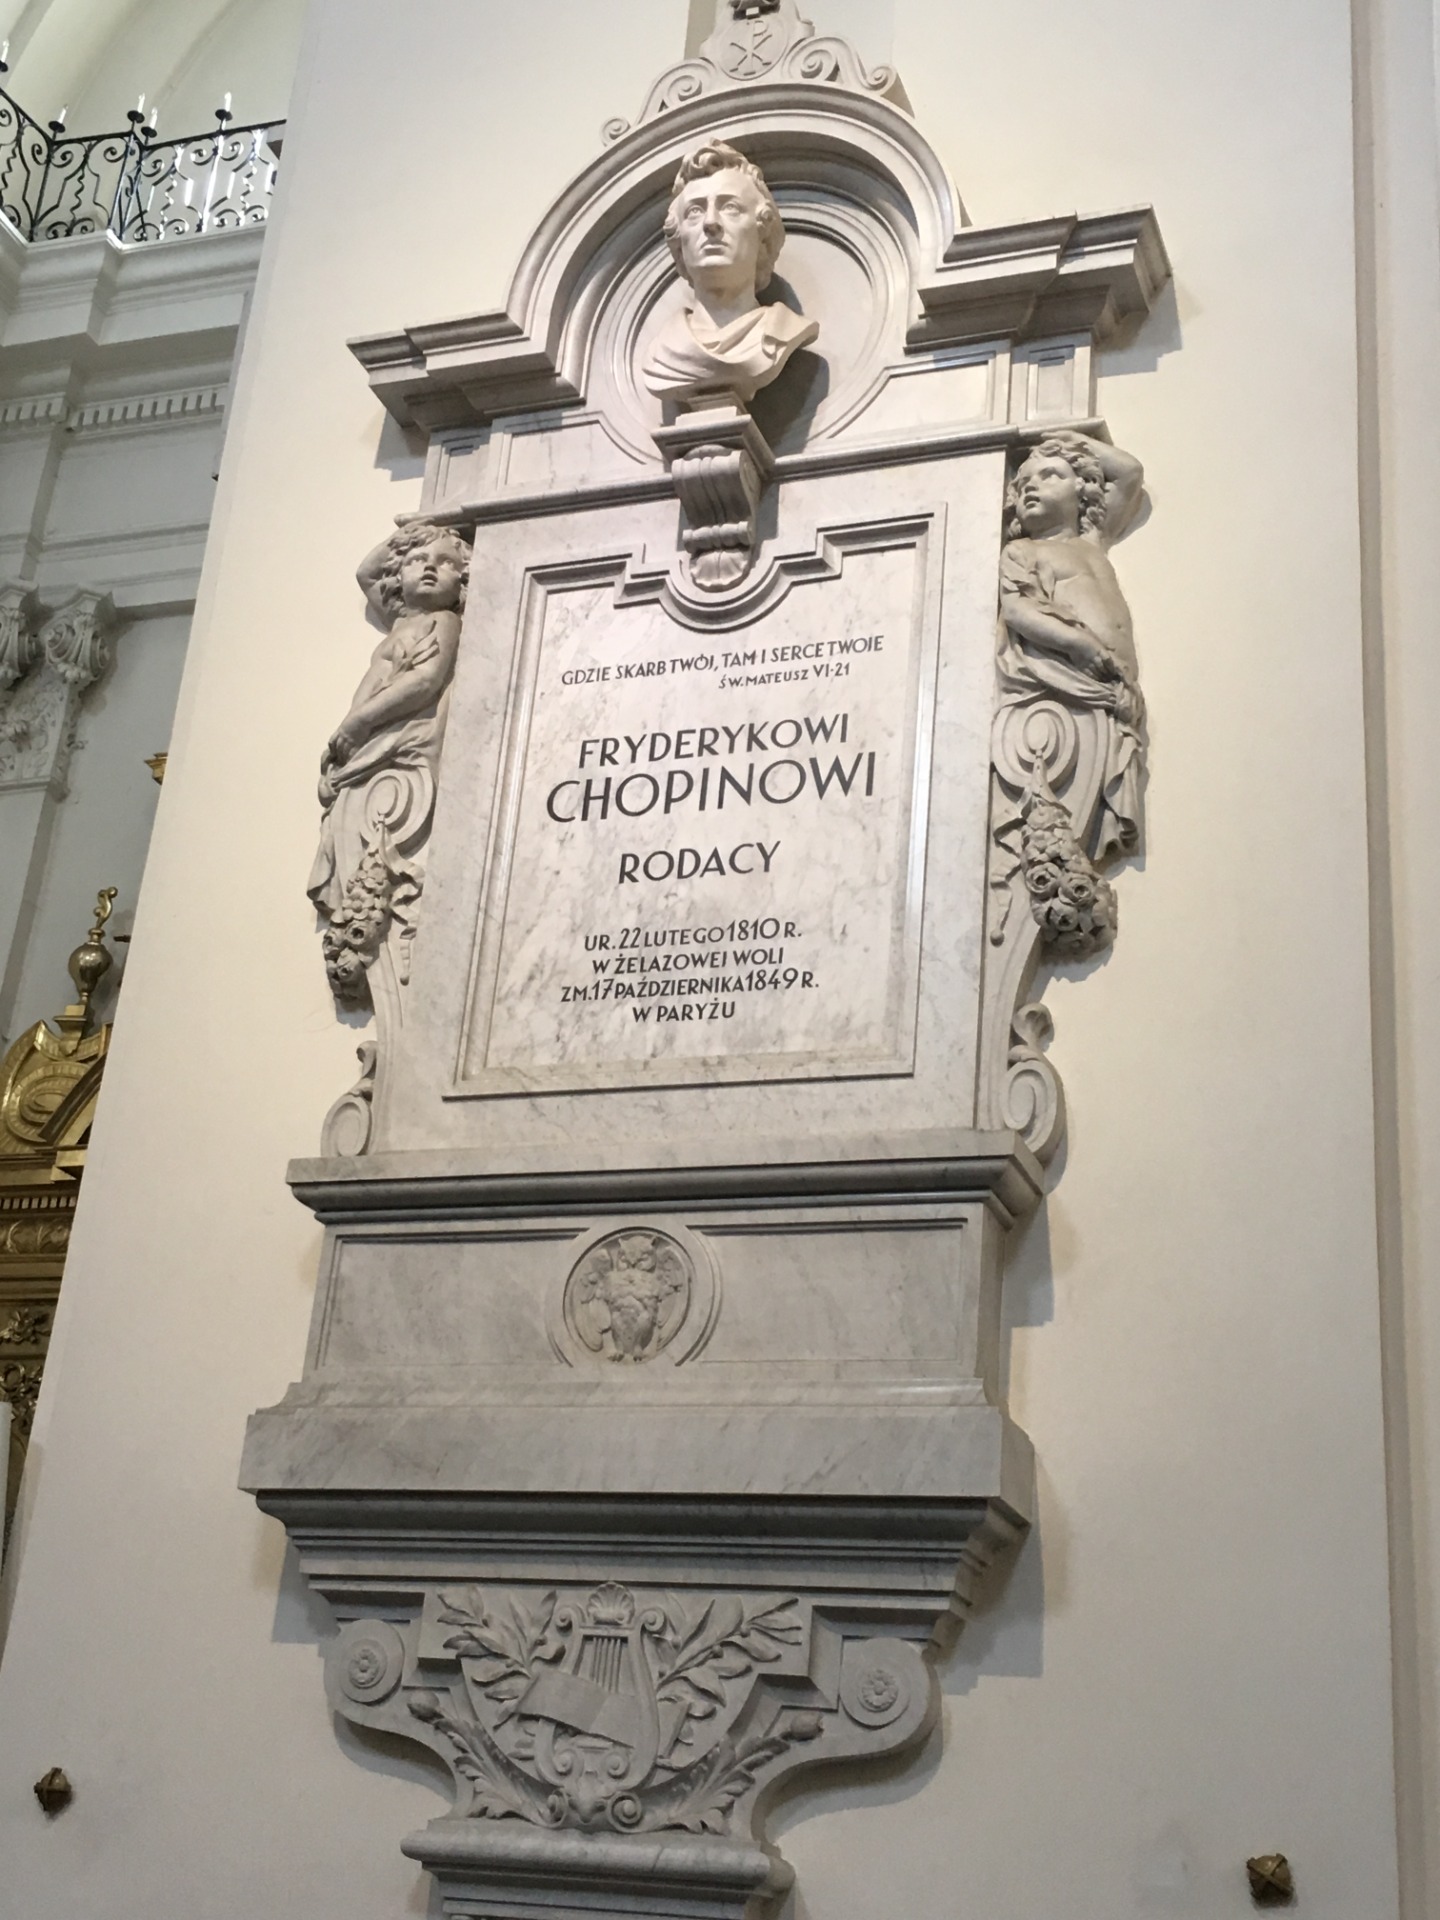 GDZIE SKARB TWÓJ, TAM I SERCE TWOJE
ŚW. MATEUSZ VI·21
FRYDERYKOWI
CHOPINOWI
RODACY
UR. 22 LUTEGO 1810 R.
W ŻELAZOWEJ WOLI
ZM. 17 PAŹDZIERNIKA 1849 R.
W PARYŻU